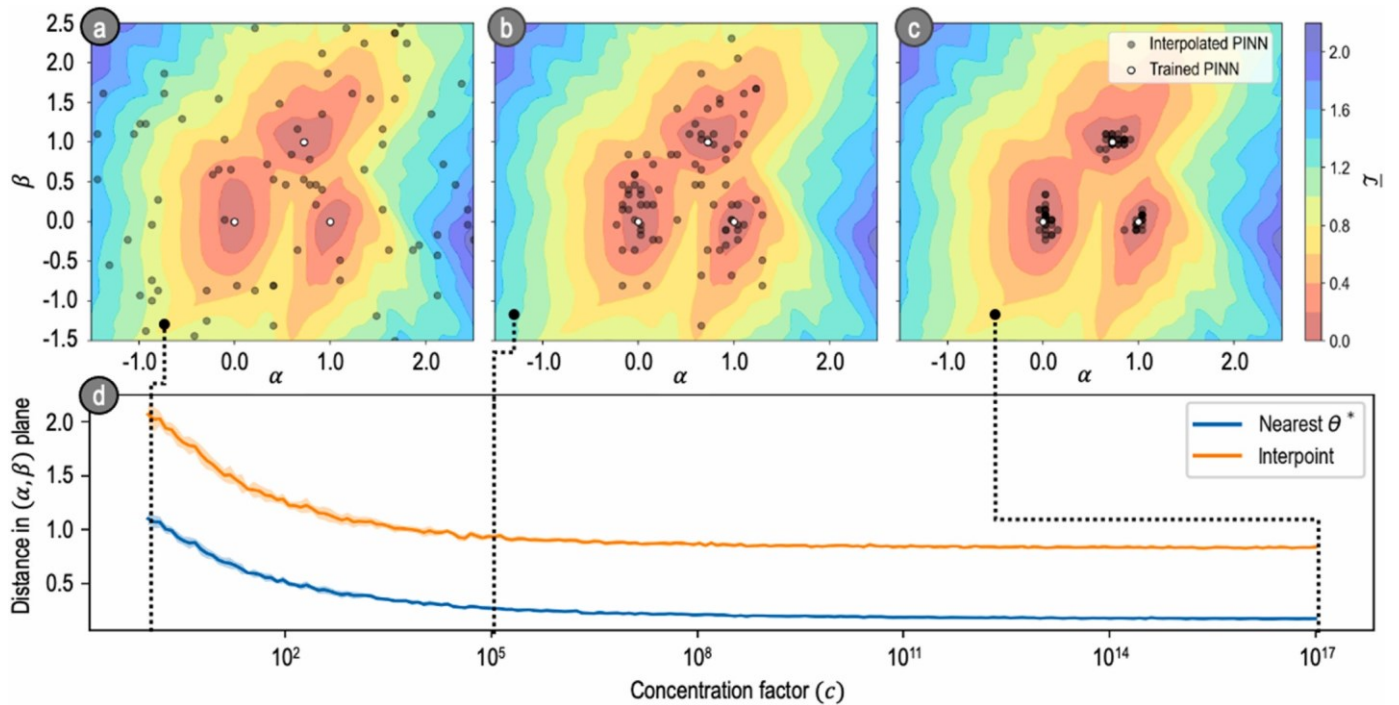 a
b
c
2.5
2.0
1.5
1.0
0.5
0.0
-0.5
-1.0
-1.5
β
-1.0 0.0 1.0 2.0
α
-1.0 0.0 1.0 2.0
α
-1.0 0.0 1.0 2.0
α
Interpolated PINN
Trained PINN
2.0
1.6
1.2
0.8
0.4
0.0
d
Distance in (α, β) plane
2.0
1.5
1.0
0.5
Nearest θ *
Interpoint
10² 10⁵ 10⁸ 10¹¹ 10¹⁴ 10¹⁷
Concentration factor (c)